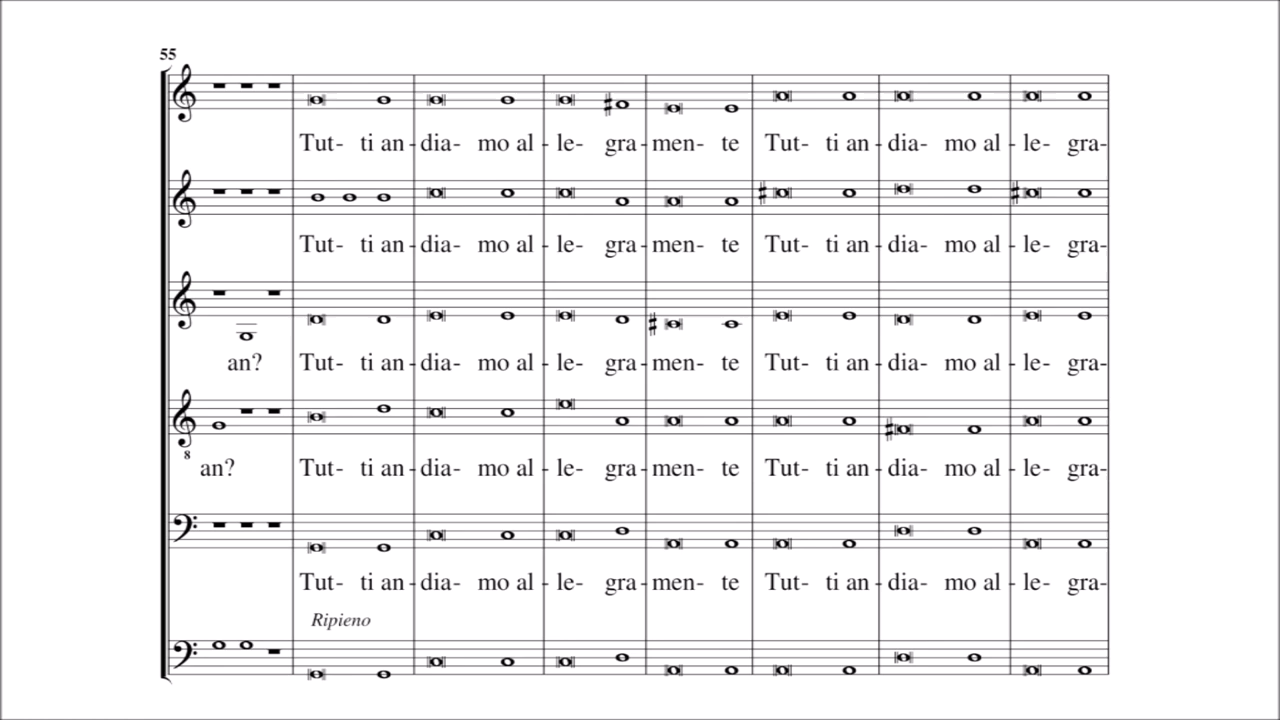 55
Tut- ti an - dia- mo al - le- gra - men- te Tut- ti an - dia- mo al - le- gra-
Tut- ti an - dia- mo al - le- gra - men- te Tut- ti an - dia- mo al - le- gra-
an? Tut- ti an - dia- mo al - le- gra - men- te Tut- ti an - dia- mo al - le- gra-
8
an? Tut- ti an - dia- mo al - le- gra - men- te Tut- ti an - dia- mo al - le- gra-
Tut- ti an - dia- mo al - le- gra - men- te Tut- ti an - dia- mo al - le- gra-
Ripieno